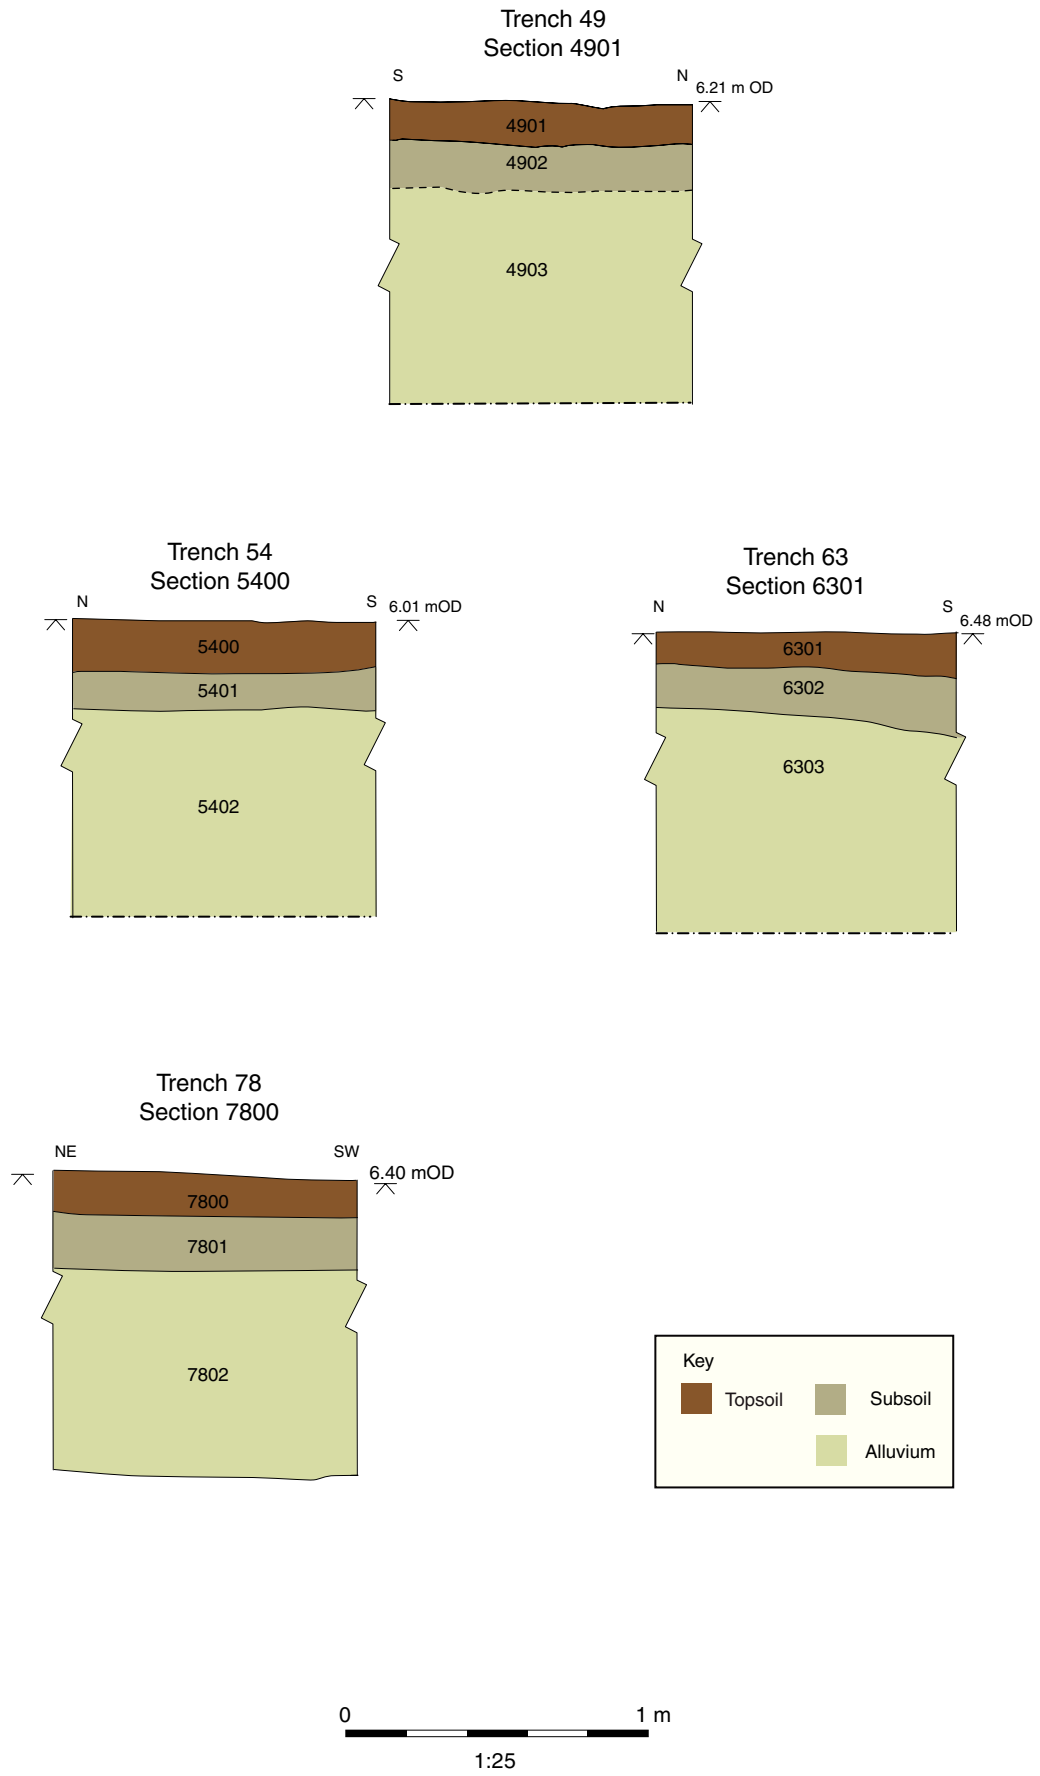 Trench 49
Section 4901
S
N
6.21 m OD
4901
4902
4903
Trench 54
Section 5400
N
S
6.01 mOD
5400
5401
5402
Trench 63
Section 6301
N
S
6.48 mOD
6301
6302
6303
Trench 78
Section 7800
NE
SW
6.40 mOD
7800
7801
7802
Key
Topsoil
Subsoil
Alluvium
0
1 m
1:25